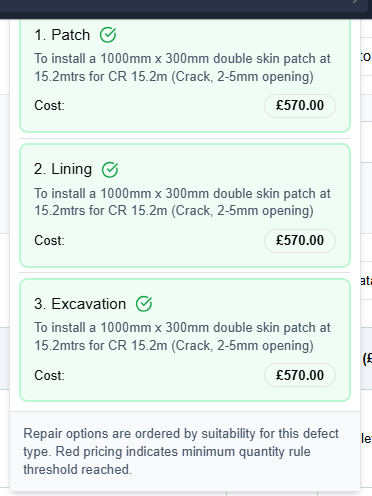 1. Patch
To install a 1000mm x 300mm double skin patch at
15.2mtrs for CR 15.2m (Crack, 2-5mm opening)
Cost:
£570.00
2. Lining
To install a 1000mm x 300mm double skin patch at
15.2mtrs for CR 15.2m (Crack, 2-5mm opening)
Cost:
£570.00
3. Excavation
To install a 1000mm x 300mm double skin patch at
15.2mtrs for CR 15.2m (Crack, 2-5mm opening)
Cost:
£570.00
(£
Repair options are ordered by suitability for this defect
type. Red pricing indicates minimum quantity rule
threshold reached.